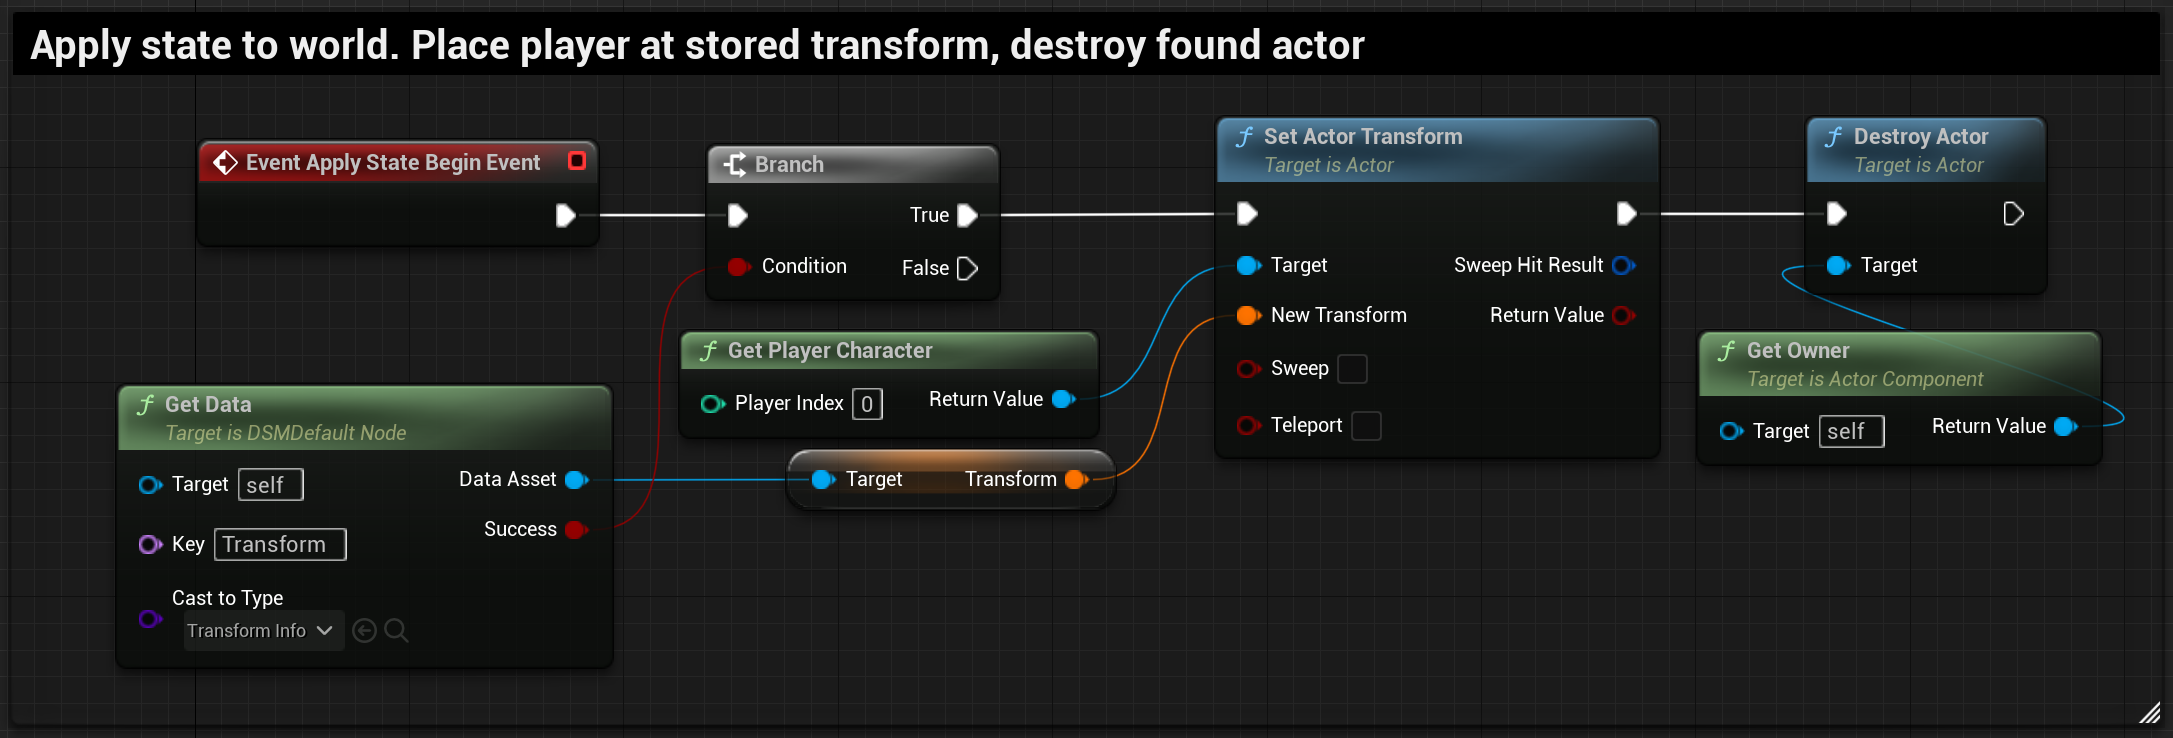 Apply state to world. Place player at stored transform, destroy found actor
Event Apply State Begin Event
Branch
True
Condition
False
Set Actor Transform
Target is Actor
Target
Sweep Hit Result
New Transform
Return Value
Sweep
Teleport
Destroy Actor
Target is Actor
Target
Get Player Character
Player Index 0
Return Value
Get Owner
Target is Actor Component
Target self
Return Value
Get Data
Target is DSMDefault Node
Target self
Data Asset
Success
Key Transform
Cast to Type
Transform Info
Target
Transform